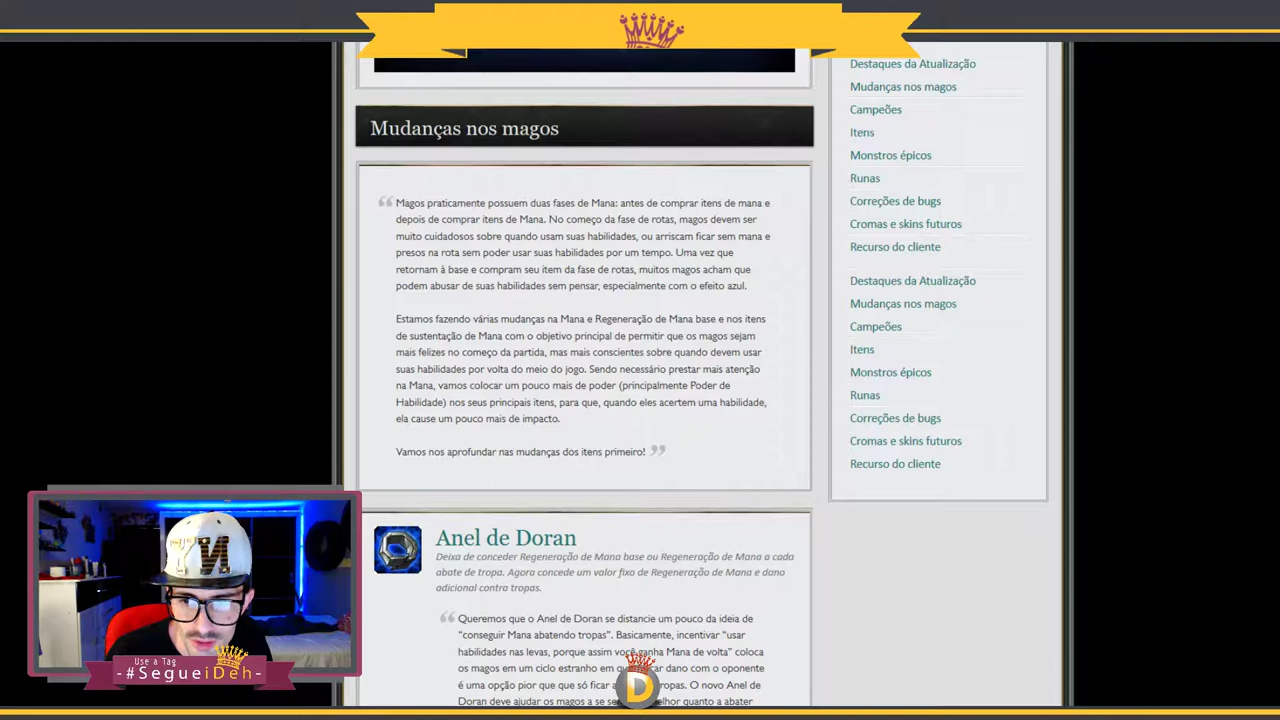 Mudanças nos magos
Magos praticamente possuem duas fases de Mana: antes de comprar itens de mana e
depois de comprar itens de Mana. No começo da fase de rotas, magos devem ser
muito cuidadosos sobre quando usam suas habilidades, ou arriscam ficar sem mana e
presos na rota sem poder usar suas habilidades por um tempo. Uma vez que
retornam à base e compram seu item da fase de rotas, muitos magos acham que
podem abusar de suas habilidades sem pensar, especialmente com o efeito azul.
Estamos fazendo várias mudanças na Mana e Regeneração de Mana base e nos itens
de sustentação de Mana com o objetivo principal de permitir que os magos sejam
mais felizes no começo da partida, mas mais conscientes sobre quando devem usar
suas habilidades por volta do meio do jogo. Sendo necessário prestar mais atenção
na Mana, vamos colocar um pouco mais de poder (principalmente Poder de
Habilidade) nos seus principais itens, para que, quando eles acertem uma habilidade,
ela cause um pouco mais de impacto.
Vamos nos aprofundar nas mudanças dos itens primeiro!
Anel de Doran
Deixa de conceder Regeneração de Mana base ou Regeneração de Mana a cada
abate de tropa. Agora concede um valor fixo de Regeneração de Mana e dano
adicional contra tropas.
Queremos que o Anel de Doran se distancie um pouco da ideia de
"conseguir Mana abatendo tropas". Basicamente, incentivar "usar
habilidades nas levas, porque assim você ganha Mana de volta" coloca
os magos em um ciclo estranho em que car dano com o oponente
é uma opção pior que que só ficar opas. O novo Anel de
Doran deve ajudar os magos a se se lhor quanto a abater
Destaques da Atualização
Mudanças nos magos
Campeões
Itens
Monstros épicos
Runas
Correções de bugs
Cromas e skins futuros
Recurso do cliente
Destaques da Atualização
Mudanças nos magos
Campeões
Itens
Monstros épicos
Runas
Correções de bugs
Cromas e skins futuros
Recurso do cliente
Use a Tag
-#SegueiDeh-
D